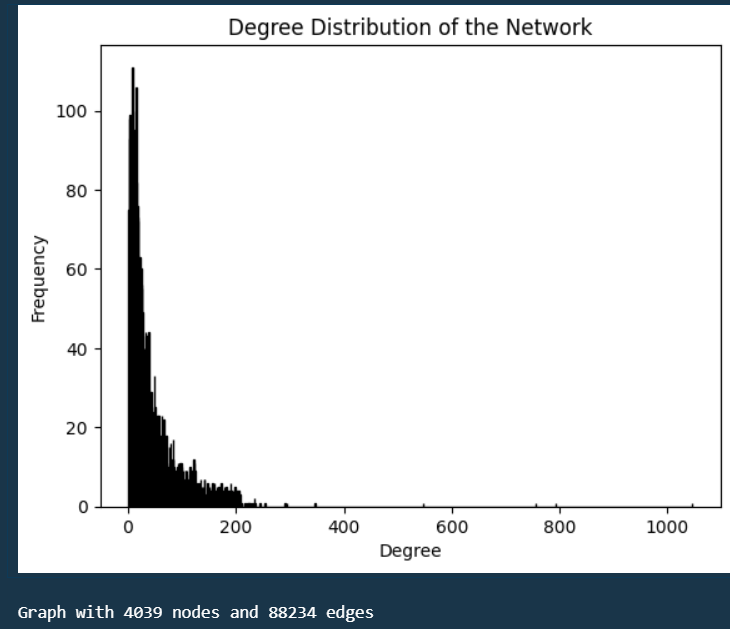 Degree Distribution of the Network
100
80
60
40
20
0
Frequency
0 200 400 600 800 1000
Degree
Graph with 4039 nodes and 88234 edges